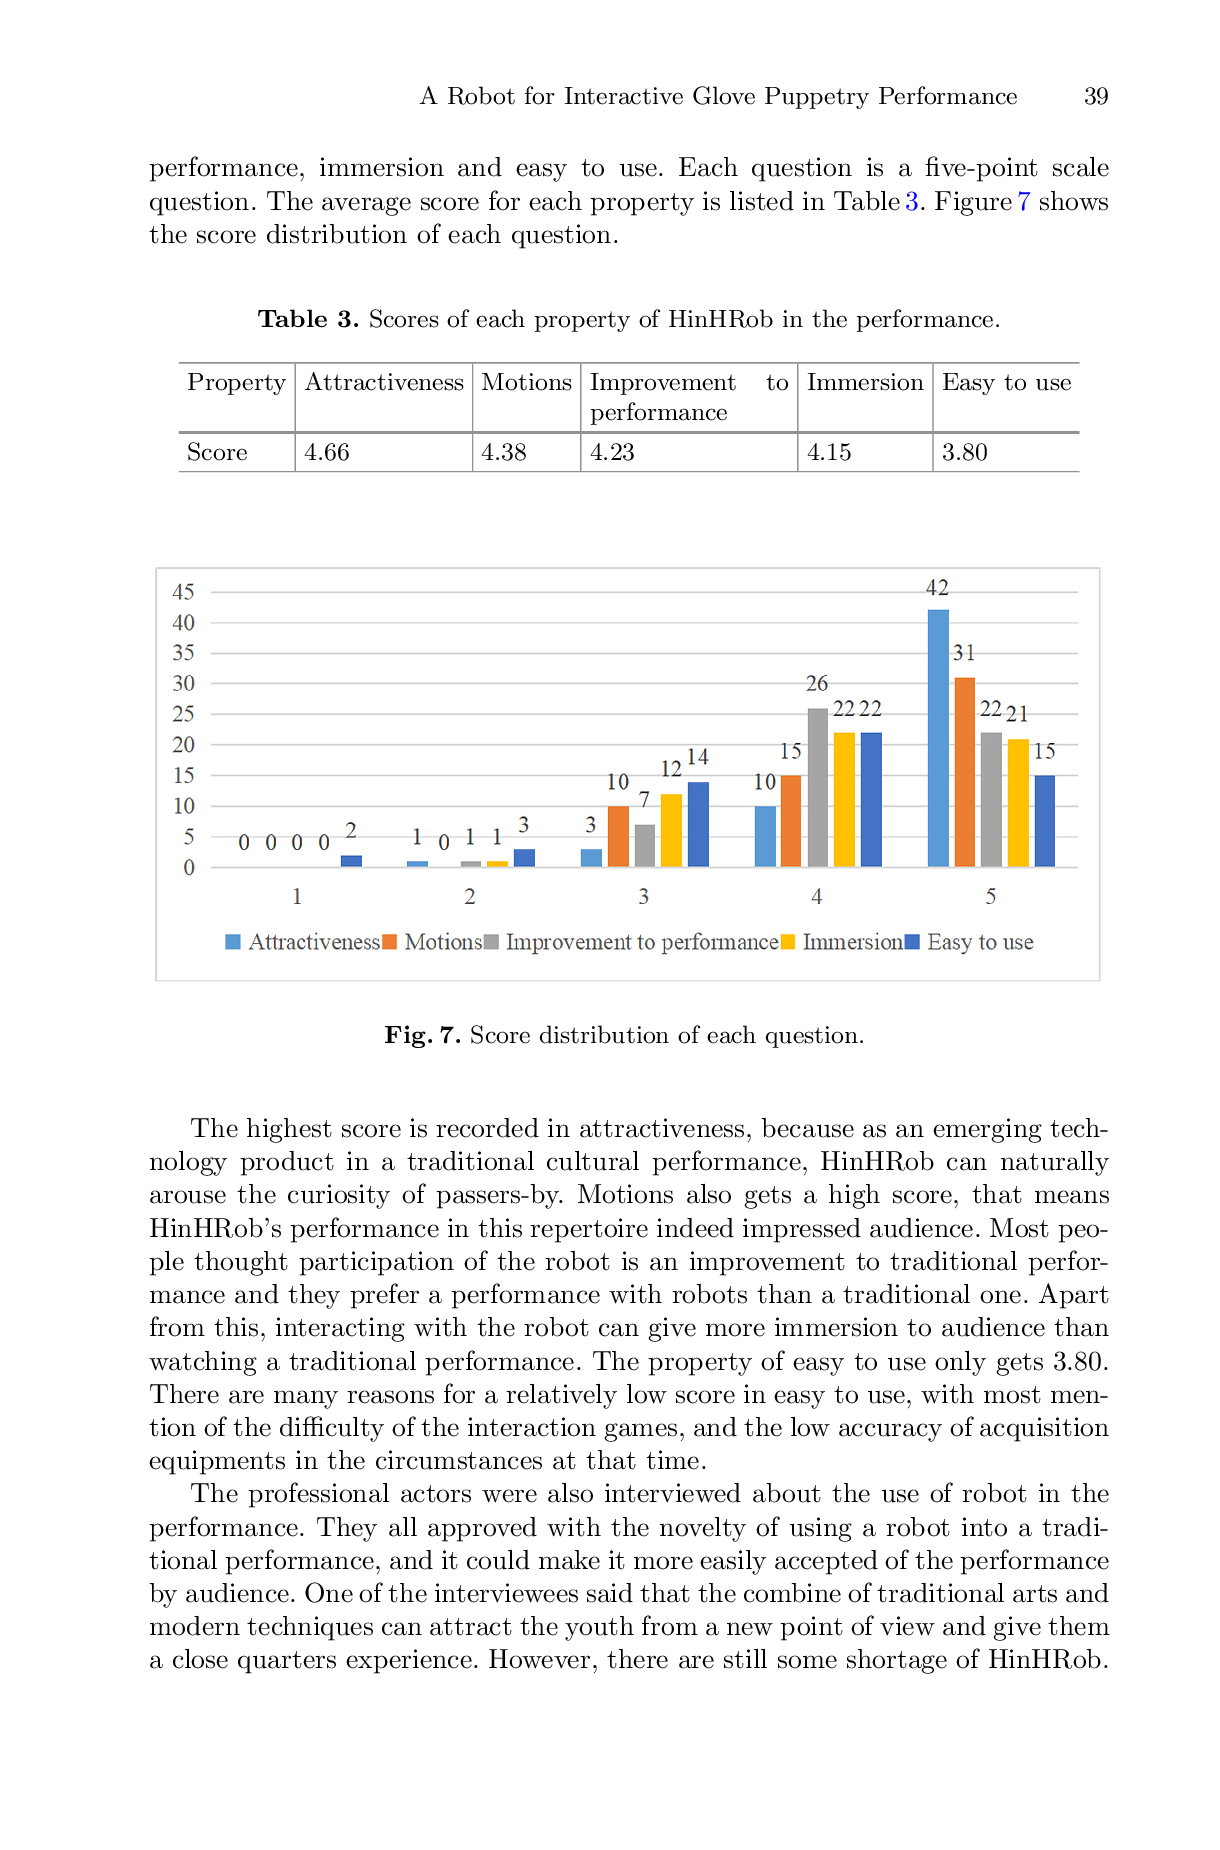 A Robot for Interactive Glove Puppetry Performance 39
performance, immersion and easy to use. Each question is a five-point scale
question. The average score for each property is listed in Table 3. Figure 7 shows
the score distribution of each question.
Table 3. Scores of each property of HinHRob in the performance.
Property Attractiveness Motions Improvement to Immersion Easy to use
performance
Score 4.66 4.38 4.23 4.15 3.80
45
40
35
30
25
20
15
10
5
0
0 0 0 0 2
1 0 1 1 3
3 10 7 12 14
10 15 26 22 22
42 31 22 21 15
1 2 3 4 5
Attractiveness Motions Improvement to performance Immersion Easy to use
Fig. 7. Score distribution of each question.
The highest score is recorded in attractiveness, because as an emerging tech-
nology product in a traditional cultural performance, HinHRob can naturally
arouse the curiosity of passers-by. Motions also gets a high score, that means
HinHRob's performance in this repertoire indeed impressed audience. Most peo-
ple thought participation of the robot is an improvement to traditional perfor-
mance and they prefer a performance with robots than a traditional one. Apart
from this, interacting with the robot can give more immersion to audience than
watching a traditional performance. The property of easy to use only gets 3.80.
There are many reasons for a relatively low score in easy to use, with most men-
tion of the difficulty of the interaction games, and the low accuracy of acquisition
equipments in the circumstances at that time.
The professional actors were also interviewed about the use of robot in the
performance. They all approved with the novelty of using a robot into a tradi-
tional performance, and it could make it more easily accepted of the performance
by audience. One of the interviewees said that the combine of traditional arts and
modern techniques can attract the youth from a new point of view and give them
a close quarters experience. However, there are still some shortage of HinHRob.